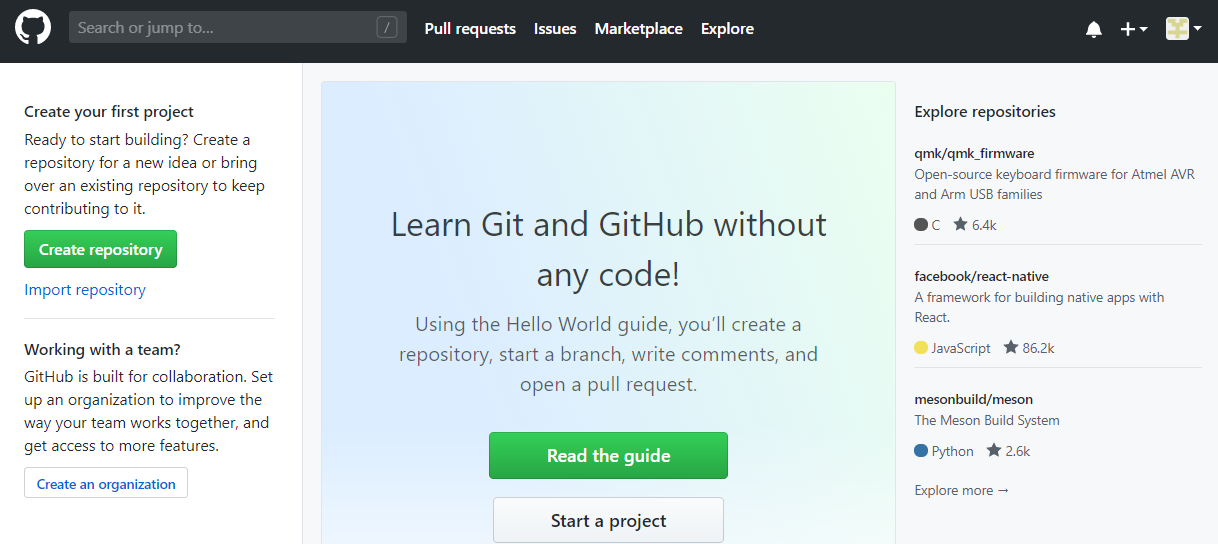 Search or jump to...
/
Pull requests
Issues
Marketplace
Explore
Create your first project
Ready to start building? Create a
repository for a new idea or bring
over an existing repository to keep
contributing to it.
Create repository
Import repository
Working with a team?
GitHub is built for collaboration. Set
up an organization to improve the
way your team works together, and
get access to more features.
Create an organization
Learn Git and GitHub without
any code!
Using the Hello World guide, you’ll create a
repository, start a branch, write comments, and
open a pull request.
Read the guide
Start a project
Explore repositories
qmk/qmk_firmware
Open-source keyboard firmware for Atmel AVR
and Arm USB families
C 6.4k
facebook/react-native
A framework for building native apps with
React.
JavaScript 86.2k
mesonbuild/meson
The Meson Build System
Python 2.6k
Explore more →